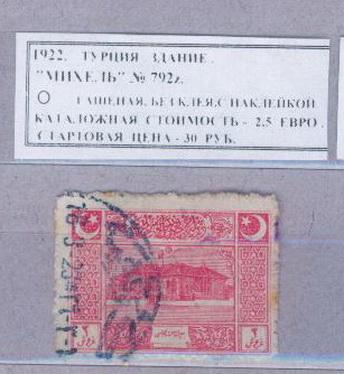 1922. ТУРЦИЯ ЗДАНИЕ.
"МИХЕЛЬ" № 792z.
О ГАШЕНАЯ, БЕЗ КЛЕЯ, С НАКЛЕЙКОЙ
КАТАЛОЖНАЯ СТОИМОСТЬ - 2,5 ЕВРО.
СТАРТОВАЯ ЦЕНА - 30 РУБ.